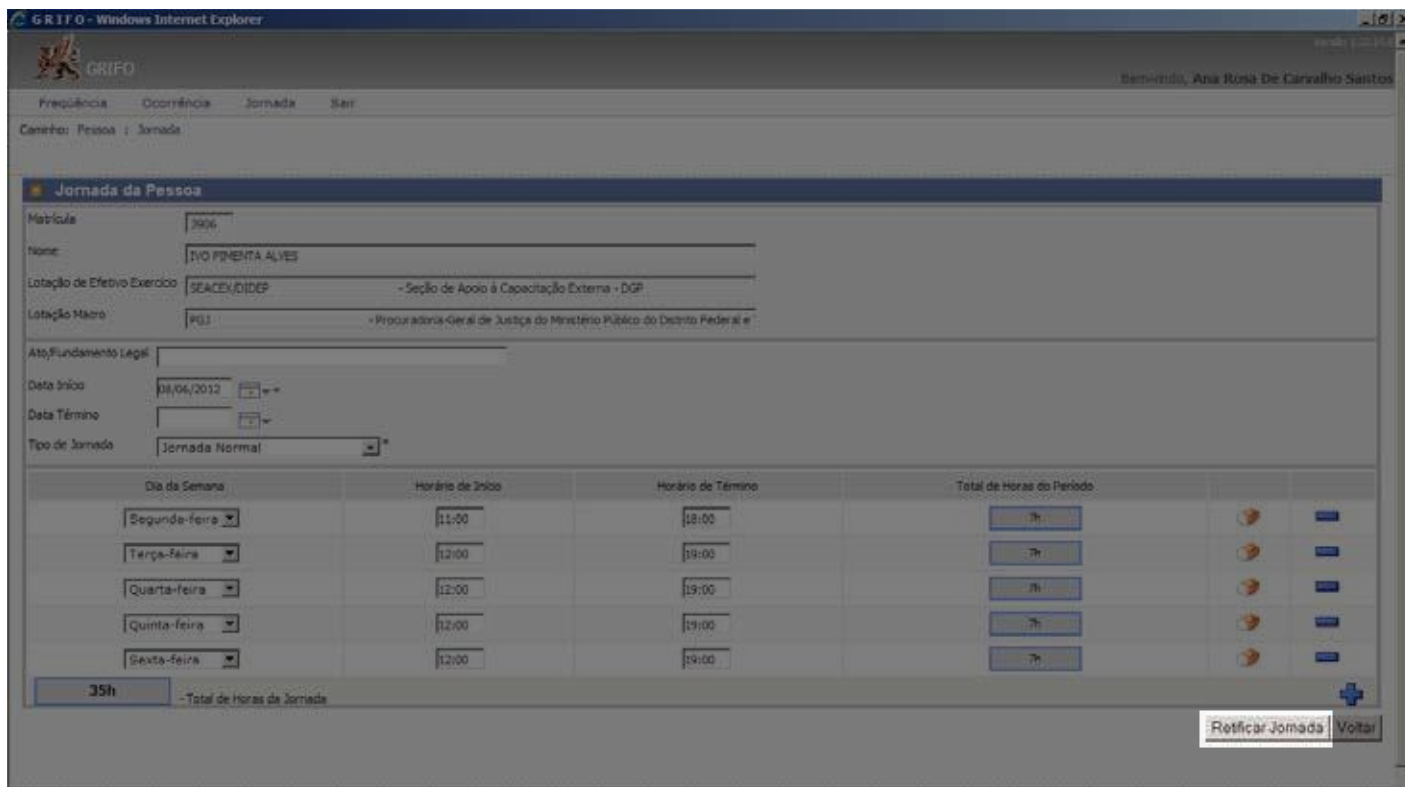 G R I F O - Windows Internet Explorer
GRIFO
Bem-vindo, Ana Rosa De Carvalho Santos
Freqüência Ocorrência Jornada Sair
Caminho: Pessoa : Jornada
Jornada da Pessoa
Matrícula 3906
Nome IVO PIMENTA ALVES
Lotação de Efetivo Exercício SEACEX/DIDEP - Seção de Apoio à Capacitação Externa - DGP
Lotação Macro PGJ - Procuradoria-Geral de Justiça do Ministério Público do Distrito Federal e
Ato/Fundamento Legal
Data Início 08/06/2012 *
Data Término
Tipo de Jornada Jornada Normal *
Dia da Semana Horário de Início Horário de Término Total de Horas do Período
Segunda-feira 11:00 18:00 7h
Terça-feira 12:00 19:00 7h
Quarta-feira 12:00 19:00 7h
Quinta-feira 12:00 19:00 7h
Sexta-feira 12:00 19:00 7h
35h - Total de Horas da Jornada
Retificar Jornada Voltar